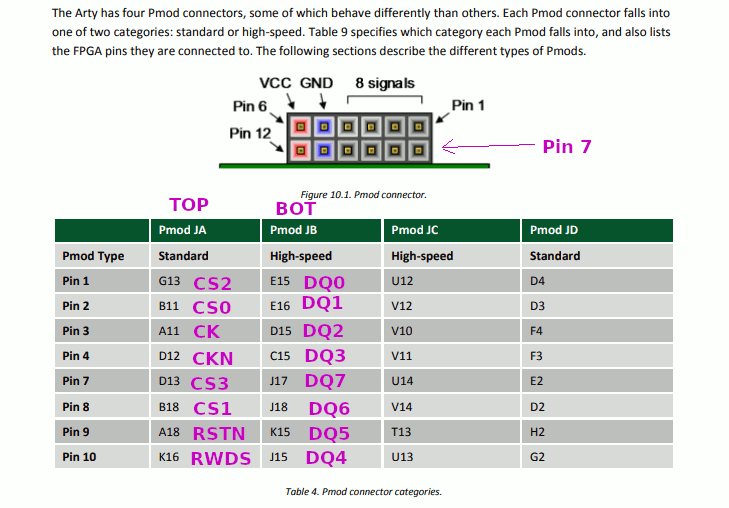 The Arty has four Pmod connectors, some of which behave differently than others. Each Pmod connector falls into
one of two categories: standard or high-speed. Table 9 specifies which category each Pmod falls into, and also lists
the FPGA pins they are connected to. The following sections describe the different types of Pmods.
VCC GND 8 signals
Pin 6 Pin 1
Pin 12 Pin 7
Figure 10.1. Pmod connector.
TOP BOT
Pmod JA Pmod JB Pmod JC Pmod JD
Pmod Type Standard High-speed High-speed Standard
Pin 1 G13 CS2 E15 DQ0 U12 D4
Pin 2 B11 CS0 E16 DQ1 V12 D3
Pin 3 A11 CK D15 DQ2 V10 F4
Pin 4 D12 CKN C15 DQ3 V11 F3
Pin 7 D13 CS3 J17 DQ7 U14 E2
Pin 8 B18 CS1 J18 DQ6 V14 D2
Pin 9 A18 RSTN K15 DQ5 T13 H2
Pin 10 K16 RWDS J15 DQ4 U13 G2
Table 4. Pmod connector categories.